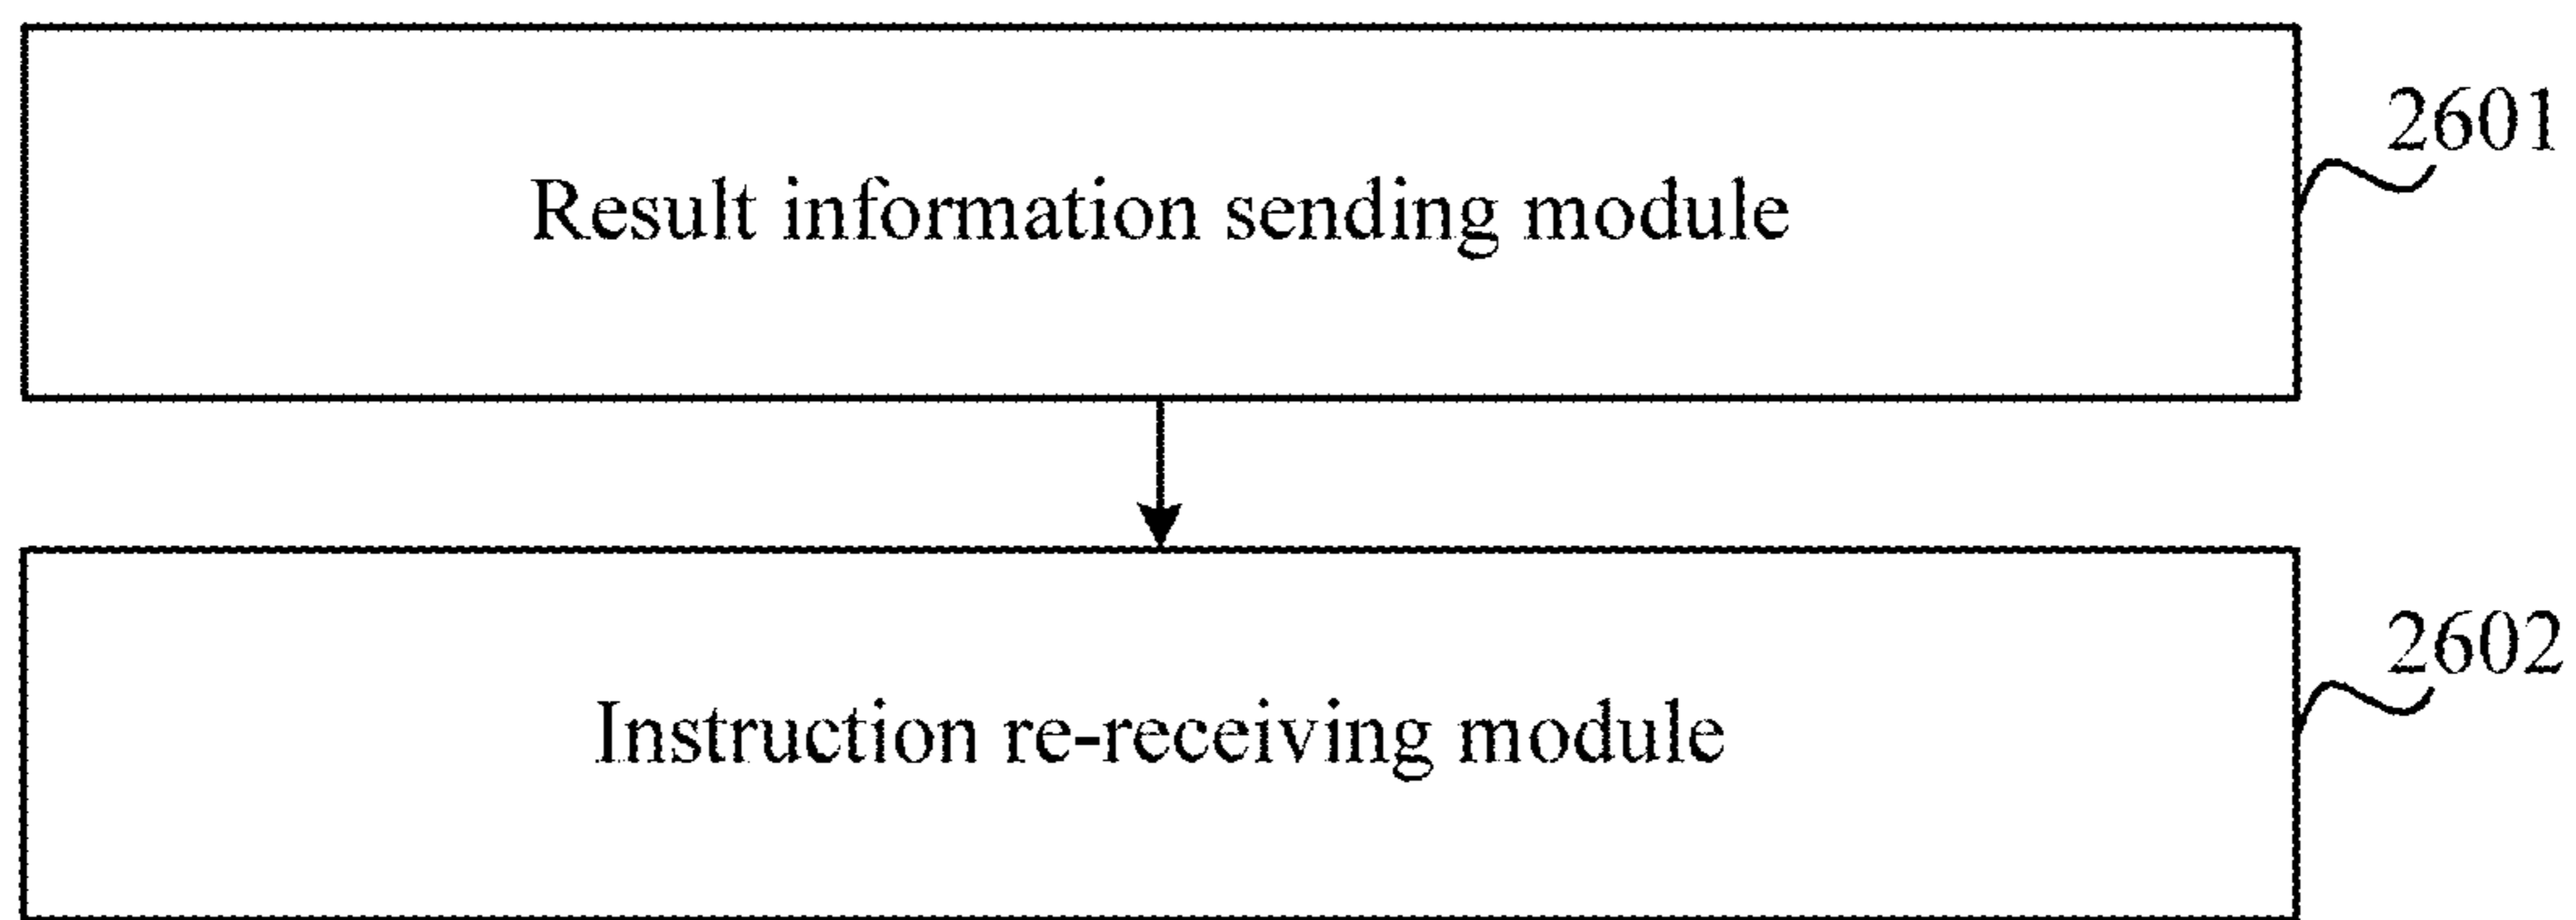 2601
Result information sending module
2602
Instruction re-receiving module